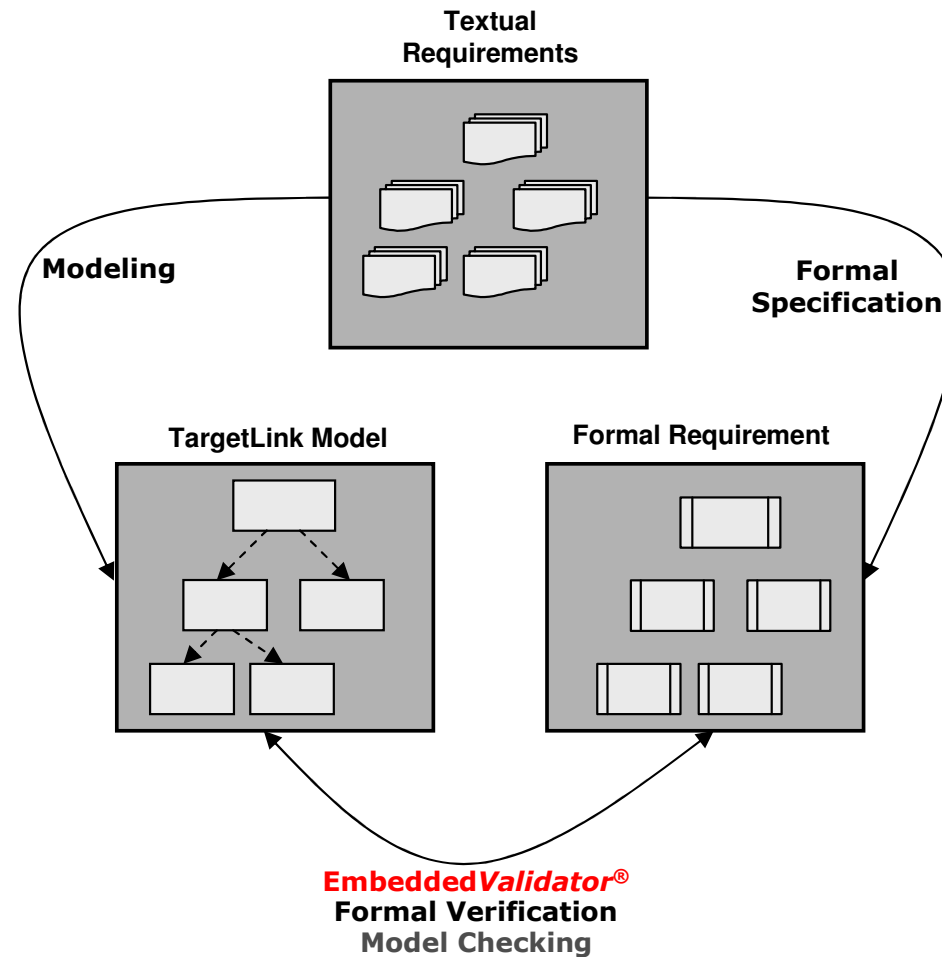 Textual
Requirements
Modeling
Formal
Specification
TargetLink Model
Formal Requirement
EmbeddedValidator®
Formal Verification
Model Checking